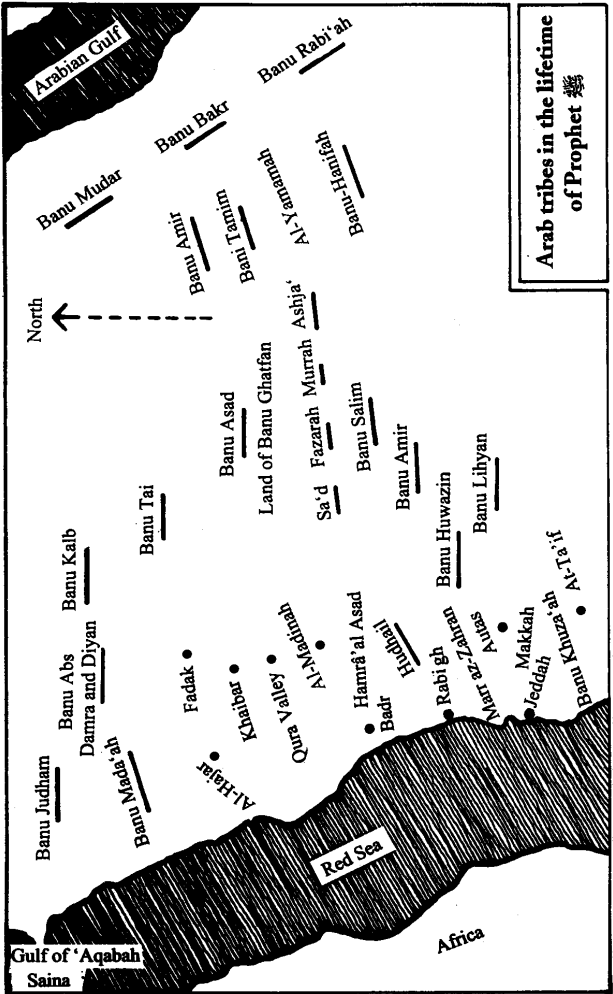 Arab tribes in the lifetime
of Prophet ﷺ
North
Arabian Gulf
Banu Rabi‘ah
Banu Bakr
Banu Mudar
Banu-Hanifah
Al-Yamamah
Bani Tamim
Banu Amir
Ashja‘
Murrah
Fazarah
Sa‘d
Land of Banu Ghatfan
Banu Asad
Banu Salim
Banu Amir
Banu Lihyan
Banu Huwazin
Banu Tai
Banu Kalb
Banu Abs
Damra and Diyan
Banu Judham
Banu Mada‘ah
Fadak
Khaibar
Qura Valley
Al-Madinah
Al-Hajar
Hamrâ’al Asad
Badr
Hudhail
Rabigh
Marr az-Zahran
Autas
Makkah
Jeddah
At-Ta’if
Banu Khuza‘ah
Red Sea
Africa
Gulf of ‘Aqabah
Saina